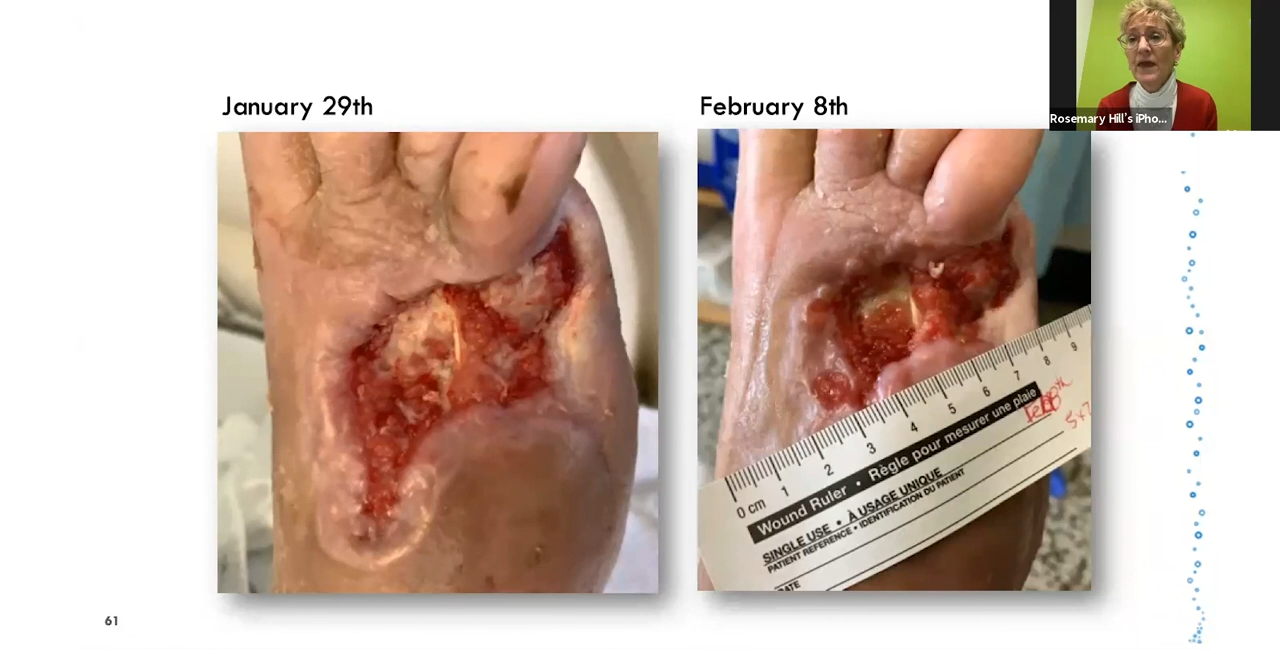 January 29th
February 8th
Rosemary Hill's iPho...
0 cm 1 2 3 4 5 6 7 8 9
Wound Ruler • Règle pour mesurer une plaie
SINGLE USE • À USAGE UNIQUE
PATIENT REFERENCE • IDENTIFICATION DU PATIENT
61